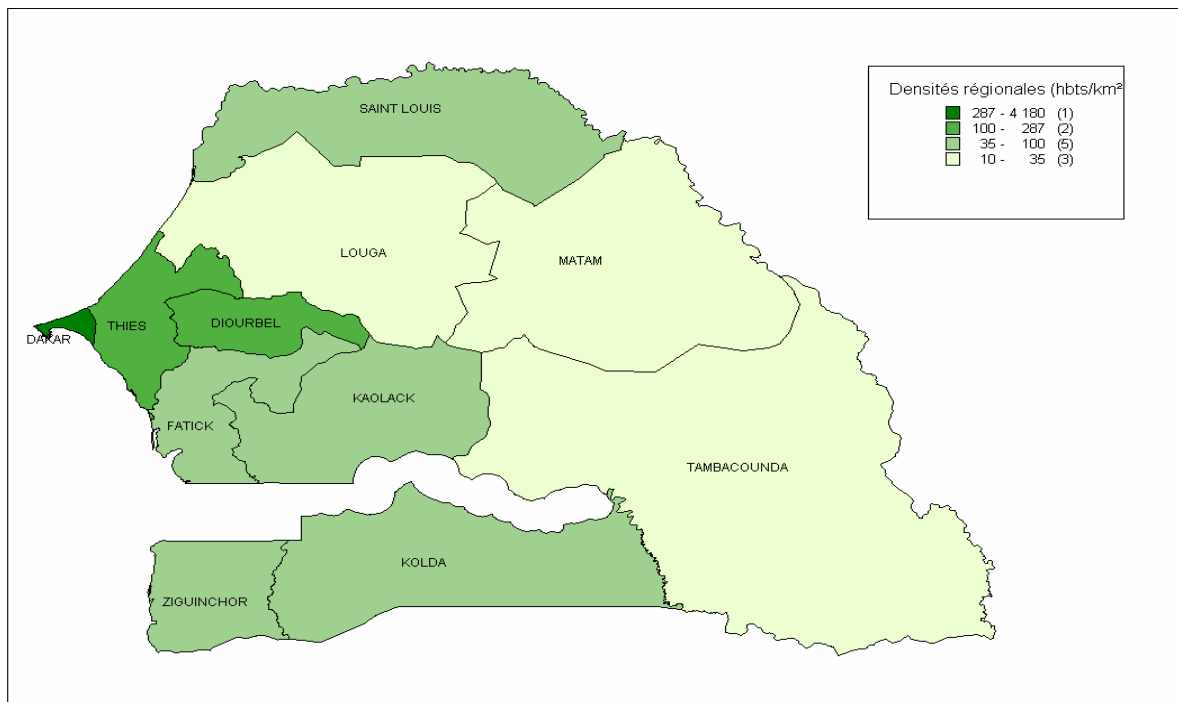 Densités régionales (hbts/km²
287 - 4 180 (1)
100 - 287 (2)
35 - 100 (5)
10 - 35 (3)
SAINT LOUIS
LOUGA
MATAM
THIES
DIOURBEL
DAKAR
KAOLACK
FATICK
TAMBACOUNDA
KOLDA
ZIGUINCHOR